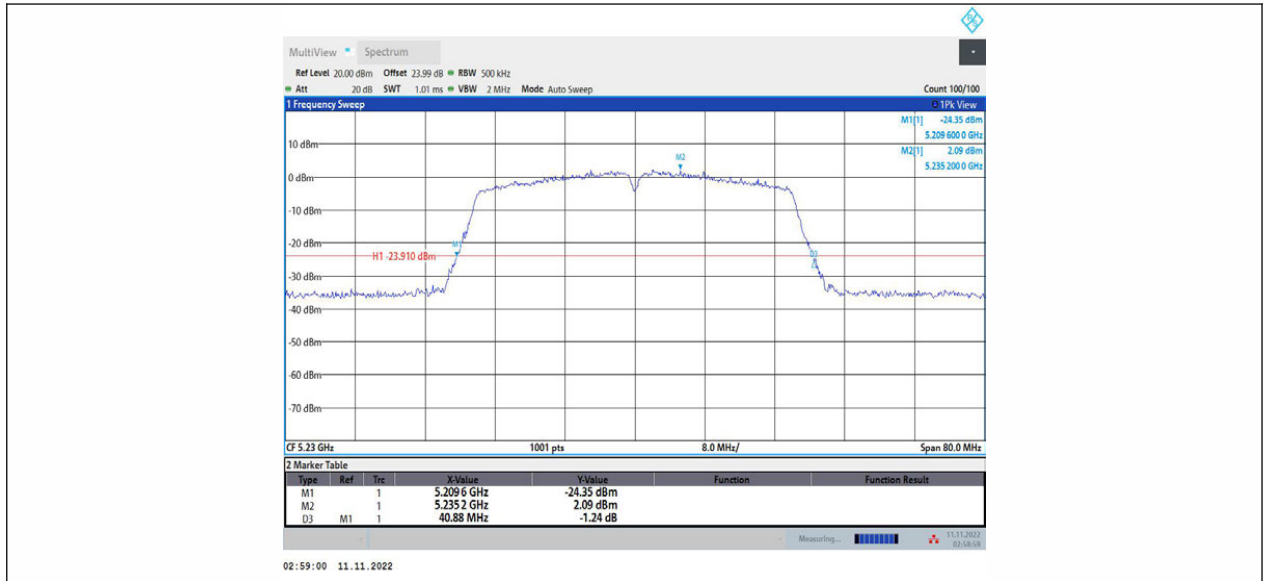 MultiView Spectrum
Ref Level 20.00 dBm Offset 23.99 dB RBW 500 kHz
Att 20 dB SWT 1.01 ms VBW 2 MHz Mode Auto Sweep Count 100/100
1 Frequency Sweep 1Pk View
M1[1] -24.35 dBm
5.209 600 0 GHz
M2[1] 2.09 dBm
5.235 200 0 GHz
10 dBm
M2
0 dBm
-10 dBm
-20 dBm
M1
H1 -23.910 dBm
D3
-30 dBm
-40 dBm
-50 dBm
-60 dBm
-70 dBm
CF 5.23 GHz 1001 pts 8.0 MHz/ Span 80.0 MHz
2 Marker Table
Type Ref Trc X-Value Y-Value Function Function Result
M1 1 5.2096 GHz -24.35 dBm
M2 1 5.2352 GHz 2.09 dBm
D3 M1 1 40.88 MHz -1.24 dB
Measuring... 11.11.2022
02:58:59
02:59:00 11.11.2022